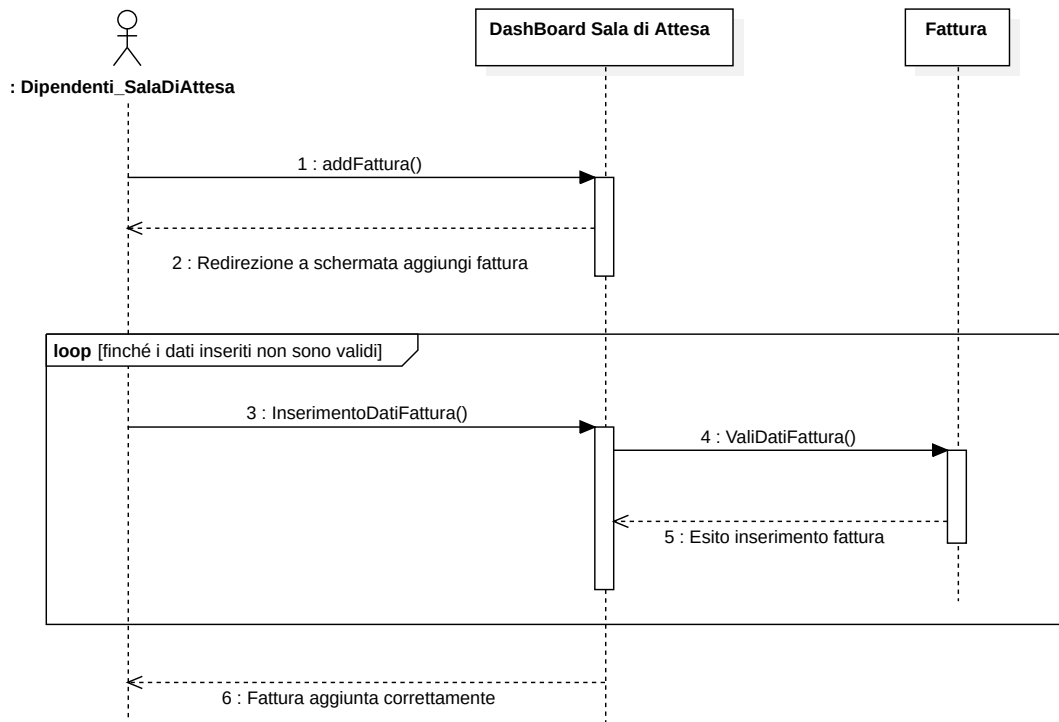 DashBoard Sala di Attesa
Fattura
: Dipendenti_SalaDiAttesa
1 : addFattura()
2 : Redirezione a schermata aggiungi fattura
loop [finché i dati inseriti non sono validi]
3 : InserimentoDatiFattura()
4 : ValiDatiFattura()
5 : Esito inserimento fattura
6 : Fattura aggiunta correttamente